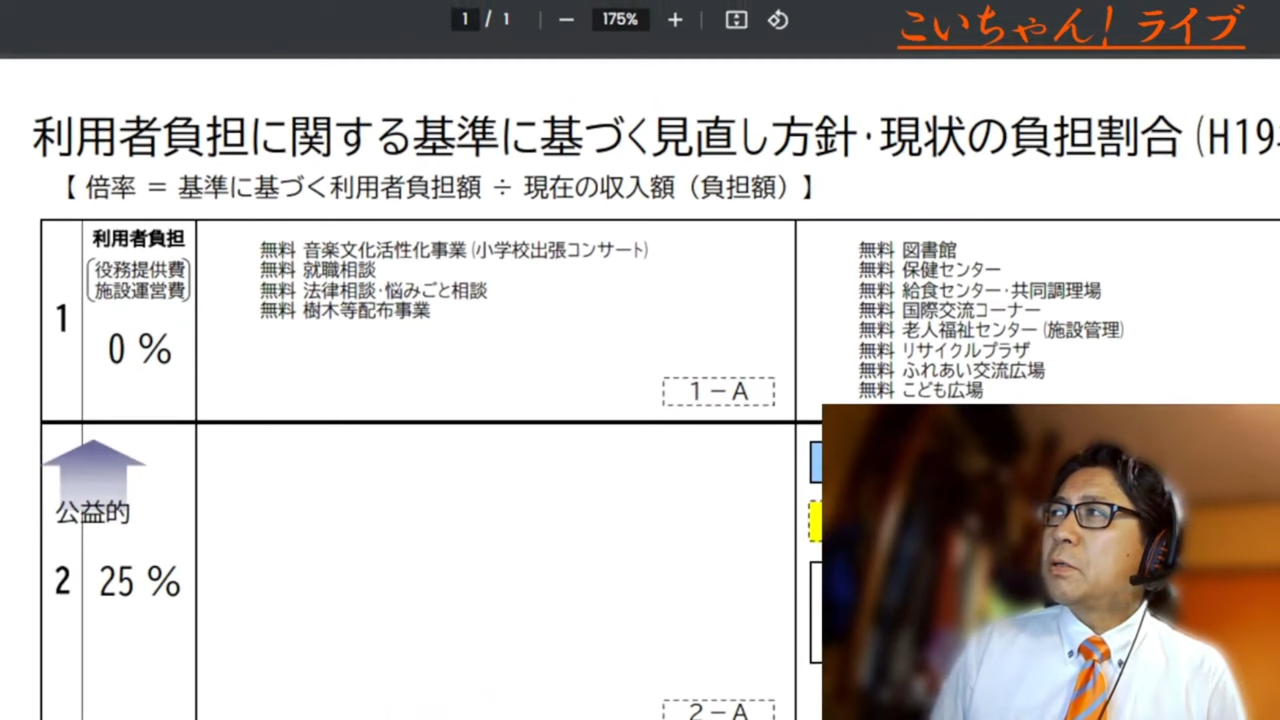 1 / 1
175%
こいちゃん!ライブ
利用者負担に関する基準に基づく見直し方針・現状の負担割合(H19
【 倍率 = 基準に基づく利用者負担額 ÷ 現在の収入額(負担額)】
利用者負担
(役務提供費
施設運営費)
1
0 %
無料 音楽文化活性化事業(小学校出張コンサート)
無料 就職相談
無料 法律相談・悩みごと相談
無料 樹木等配布事業
1-A
無料 図書館
無料 保健センター
無料 給食センター・共同調理場
無料 国際交流コーナー
無料 老人福祉センター(施設管理)
無料 リサイクルプラザ
無料 ふれあい交流広場
無料 こども広場
公益的
2
25 %
2-A